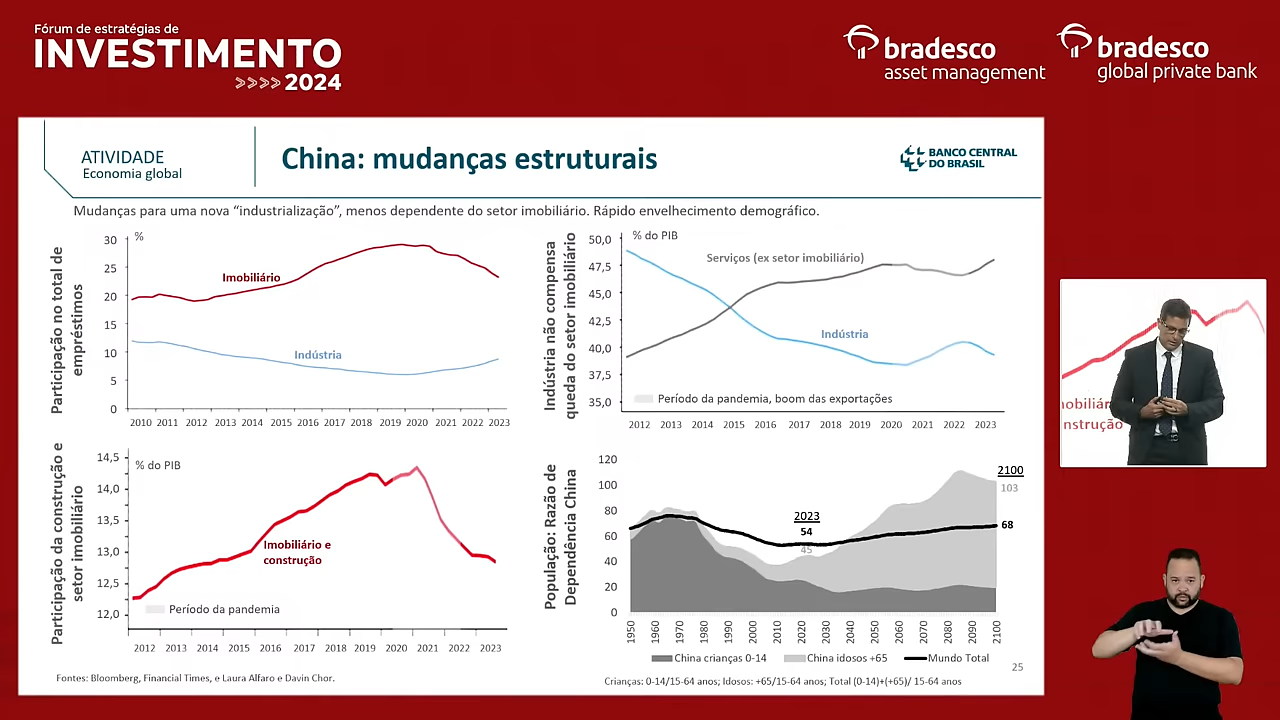 Fórum de estratégias de
INVESTIMENTO
>>>> 2024
bradesco
asset management
bradesco
global private bank
ATIVIDADE
Economia global
China: mudanças estruturais
BANCO CENTRAL
DO BRASIL
Mudanças para uma nova “industrialização”, menos dependente do setor imobiliário. Rápido envelhecimento demográfico.
Participação no total de
empréstimos
%
30
25
20
15
10
5
0
Imobiliário
Indústria
2010 2011 2012 2013 2014 2015 2016 2017 2018 2019 2020 2021 2022 2023
Indústria não compensa
queda do setor imobiliário
% do PIB
50,0
47,5
45,0
42,5
40,0
37,5
35,0
Serviços (ex setor imobiliário)
Indústria
Período da pandemia, boom das exportações
2012 2013 2014 2015 2016 2017 2018 2019 2020 2021 2022 2023
Participação da construção e
setor imobiliário
% do PIB
14,5
14,0
13,5
13,0
12,5
12,0
Imobiliário e
construção
Período da pandemia
2012 2013 2014 2015 2016 2017 2018 2019 2020 2021 2022 2023
População: Razão de
Dependência China
120
100
80
60
40
20
0
2023
54
45
2100
103
68
1950 1960 1970 1980 1990 2000 2010 2020 2030 2040 2050 2060 2070 2080 2090 2100
China crianças 0-14 China idosos +65 Mundo Total
25
Fontes: Bloomberg, Financial Times, e Laura Alfaro e Davin Chor.
Crianças: 0-14/15-64 anos; Idosos: +65/15-64 anos; Total (0-14)+(+65)/ 15-64 anos